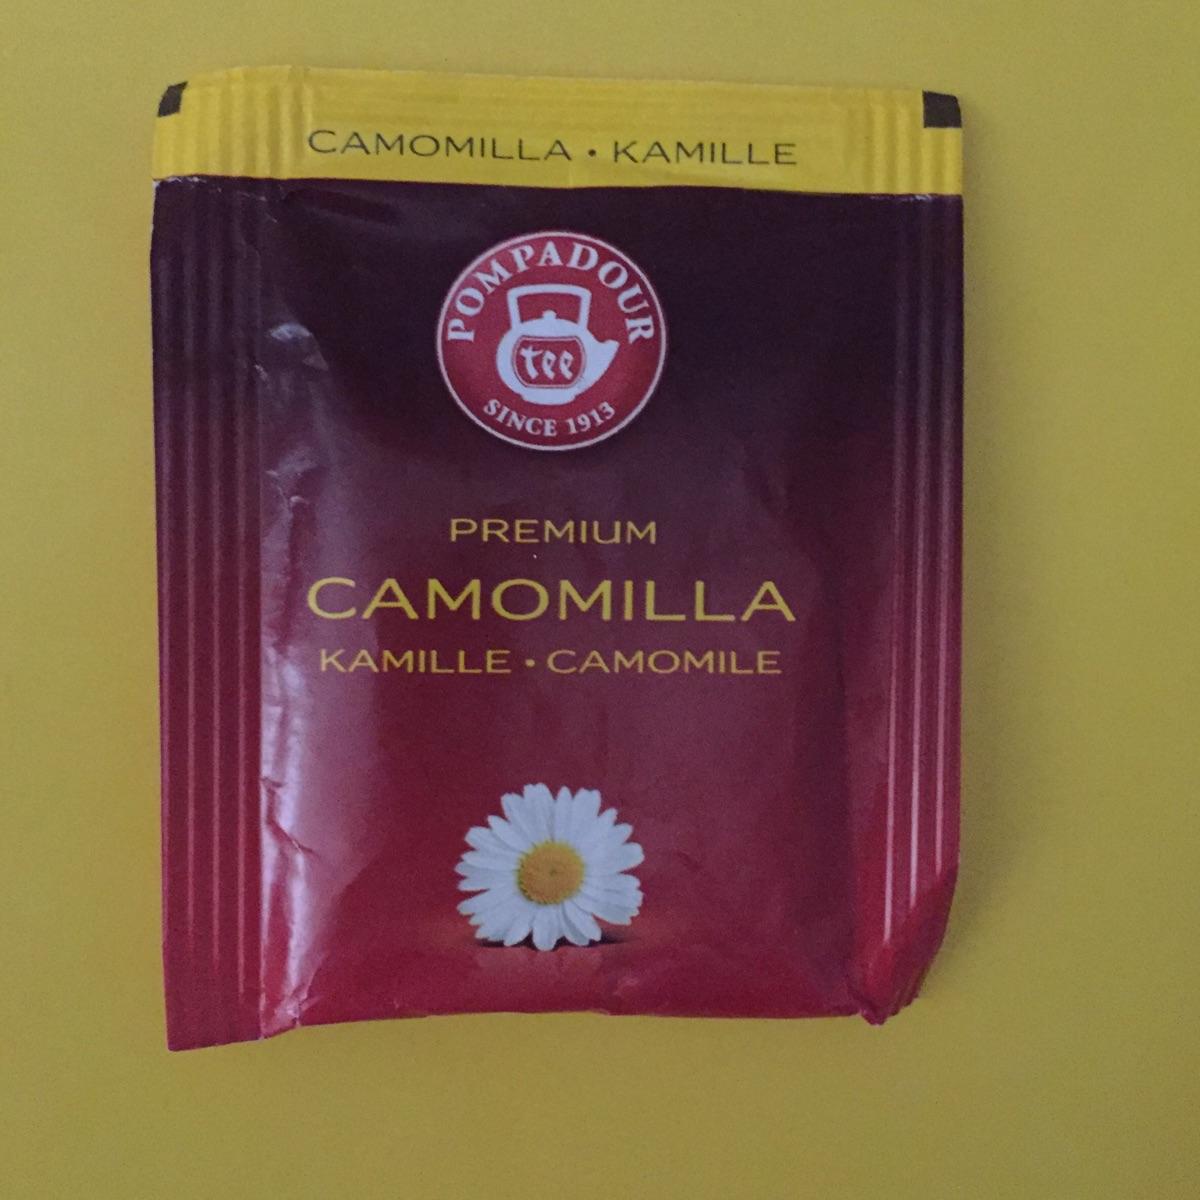 CAMOMILLA • KAMILLE
POMPADOUR
tee
SINCE 1913
PREMIUM
CAMOMILLA
KAMILLE • CAMOMILE